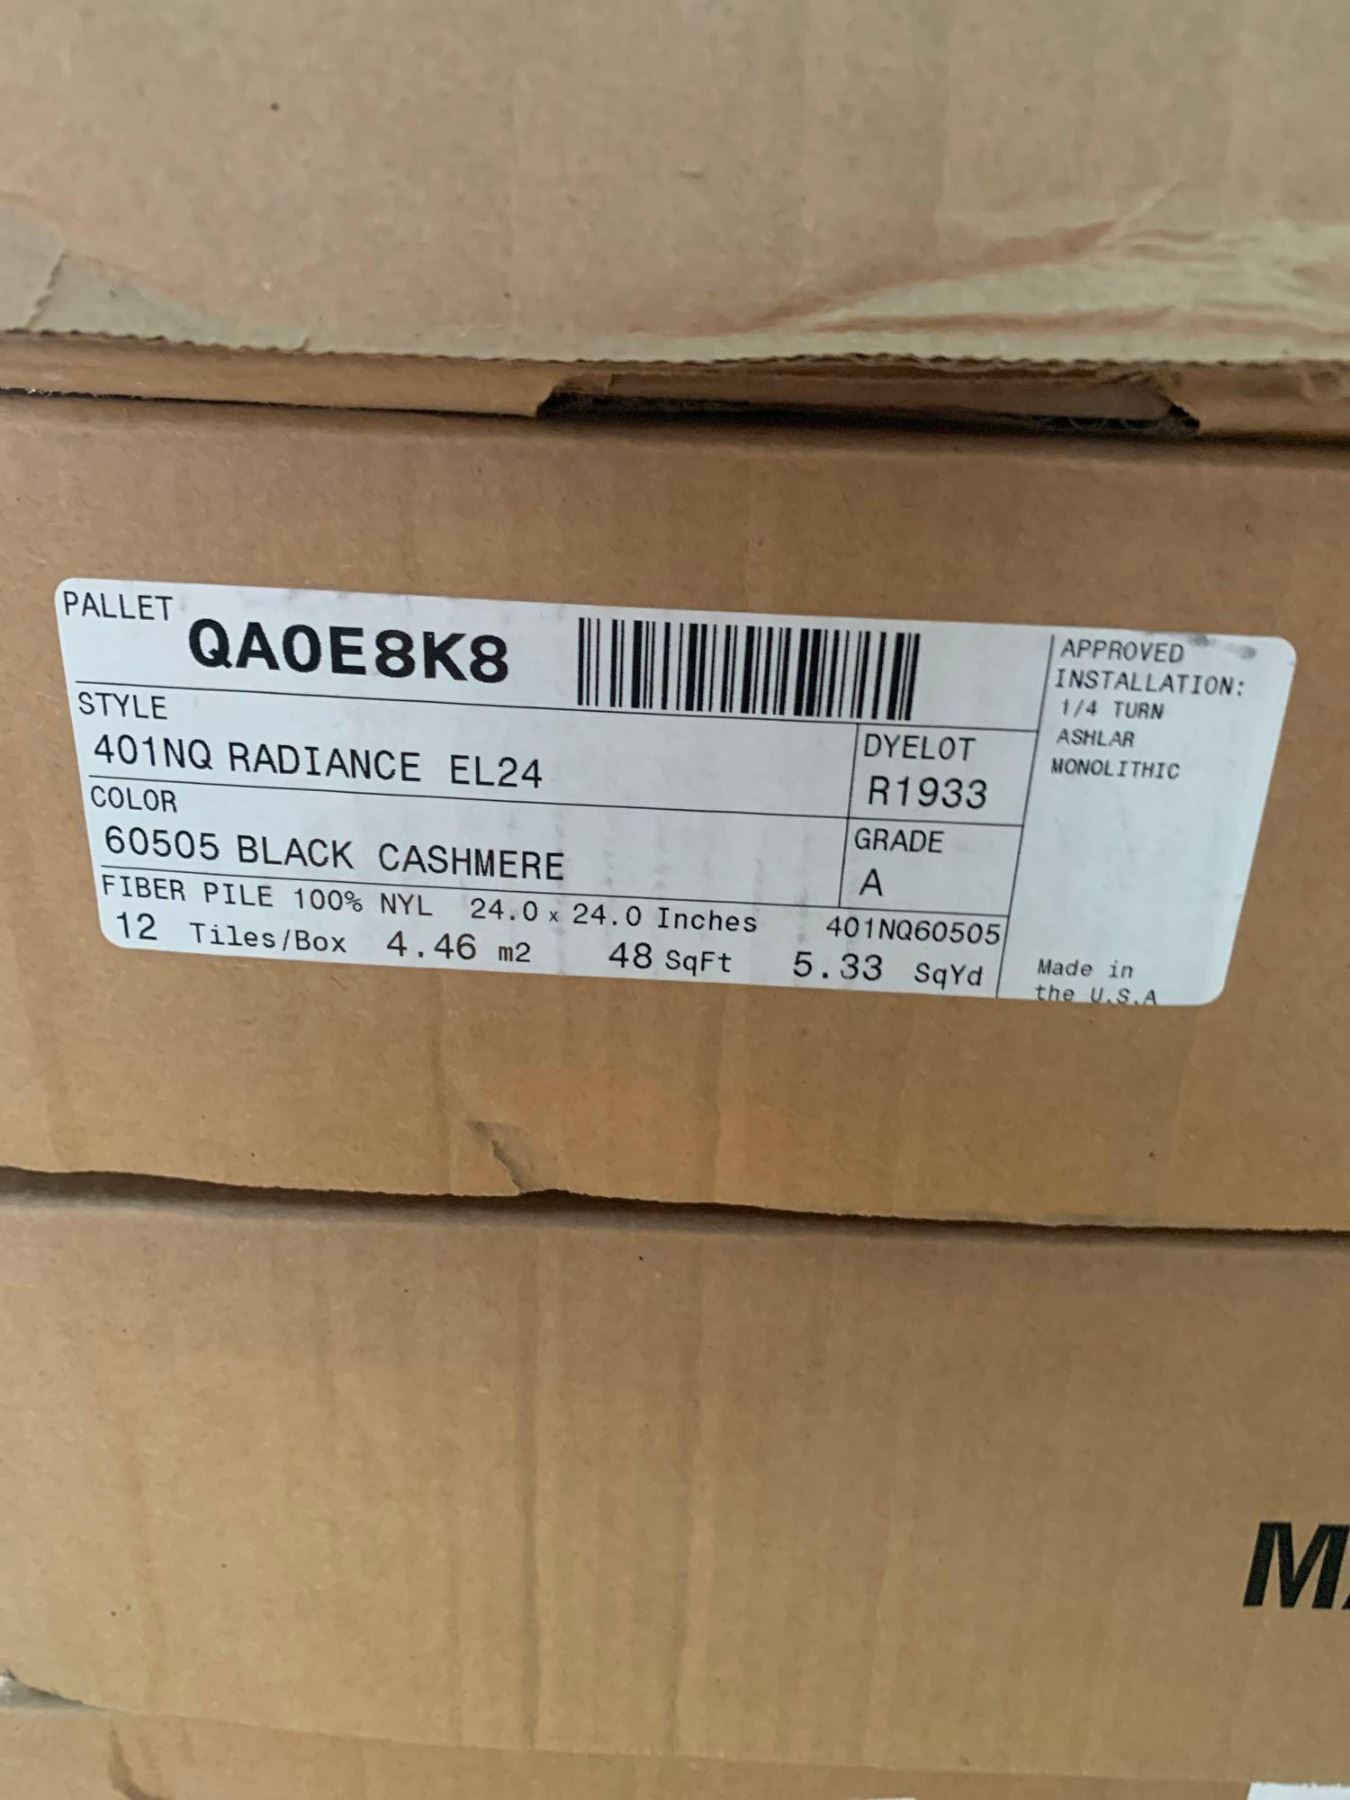 PALLET QA0E8K8
STYLE
401NQ RADIANCE EL24
DYELOT
R1933
COLOR
60505 BLACK CASHMERE
GRADE
A
FIBER PILE 100% NYL 24.0 x 24.0 Inches 401NQ60505
12 Tiles/Box 4.46 m2 48 SqFt 5.33 SqYd
APPROVED
INSTALLATION:
1/4 TURN
ASHLAR
MONOLITHIC
Made in
the U.S.A